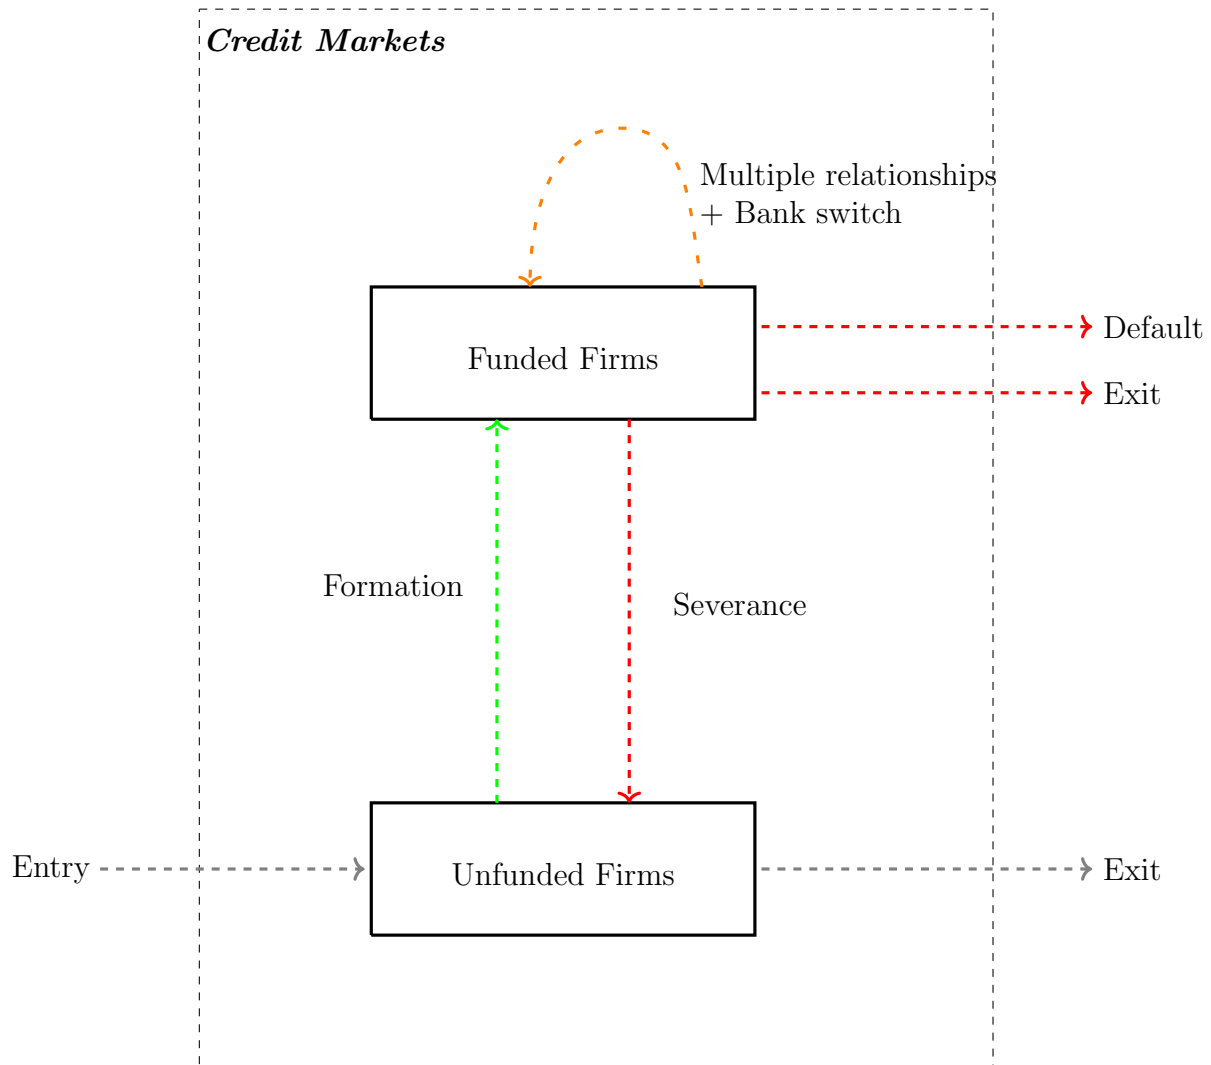 Credit Markets
Multiple relationships
+ Bank switch
Default
Funded Firms
Exit
Formation
Severance
Entry
Unfunded Firms
Exit